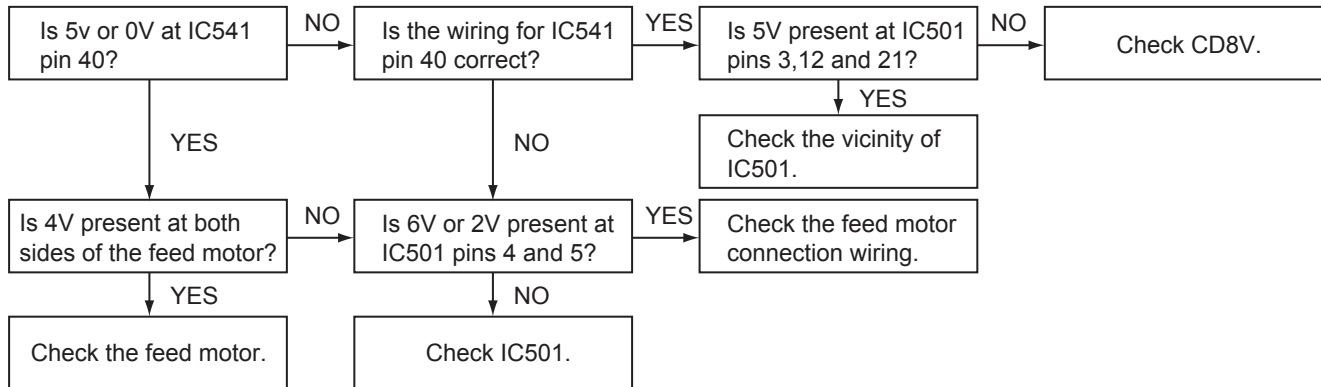 Is 5v or 0V at IC541
pin 40?
NO
Is the wiring for IC541
pin 40 correct?
YES
Is 5V present at IC501
pins 3,12 and 21?
NO
Check CD8V.
YES
NO
YES
Check the vicinity of
IC501.
Is 4V present at both
sides of the feed motor?
NO
Is 6V or 2V present at
IC501 pins 4 and 5?
YES
Check the feed motor
connection wiring.
YES
NO
Check the feed motor.
Check IC501.